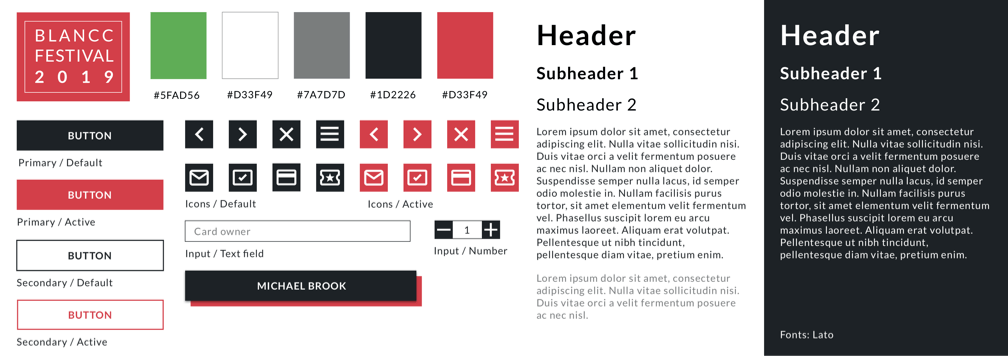 BLANCC
FESTIVAL
2019
#5FAD56
#D33F49
#7A7D7D
#1D2226
#D33F49
BUTTON
Primary / Default
BUTTON
Primary / Active
BUTTON
Secondary / Default
BUTTON
Secondary / Active
Icons / Default
Icons / Active
Card owner
Input / Text field
1
Input / Number
MICHAEL BROOK
Header
Subheader 1
Subheader 2
Lorem ipsum dolor sit amet, consectetur
adipiscing elit. Nulla vitae sollicitudin nisi.
Duis vitae orci a velit fermentum posuere
ac nec nisl. Nullam non aliquet dolor.
Suspendisse semper nulla lacus, id semper
odio molestie in. Nullam facilisis purus
tortor, sit amet elementum velit fermentum
vel. Phasellus suscipit lorem eu arcu
maximus laoreet. Aliquam erat volutpat.
Pellentesque ut nibh tincidunt,
pellentesque diam vitae, pretium enim.
Lorem ipsum dolor sit amet, consectetur
adipiscing elit. Nulla vitae sollicitudin nisi.
Duis vitae orci a velit fermentum posuere
ac nec nisl.
Header
Subheader 1
Subheader 2
Lorem ipsum dolor sit amet, consectetur
adipiscing elit. Nulla vitae sollicitudin nisi.
Duis vitae orci a velit fermentum posuere
ac nec nisl. Nullam non aliquet dolor.
Suspendisse semper nulla lacus, id semper
odio molestie in. Nullam facilisis purus
tortor, sit amet elementum velit fermentum
vel. Phasellus suscipit lorem eu arcu
maximus laoreet. Aliquam erat volutpat.
Pellentesque ut nibh tincidunt,
pellentesque diam vitae, pretium enim.
Fonts: Lato